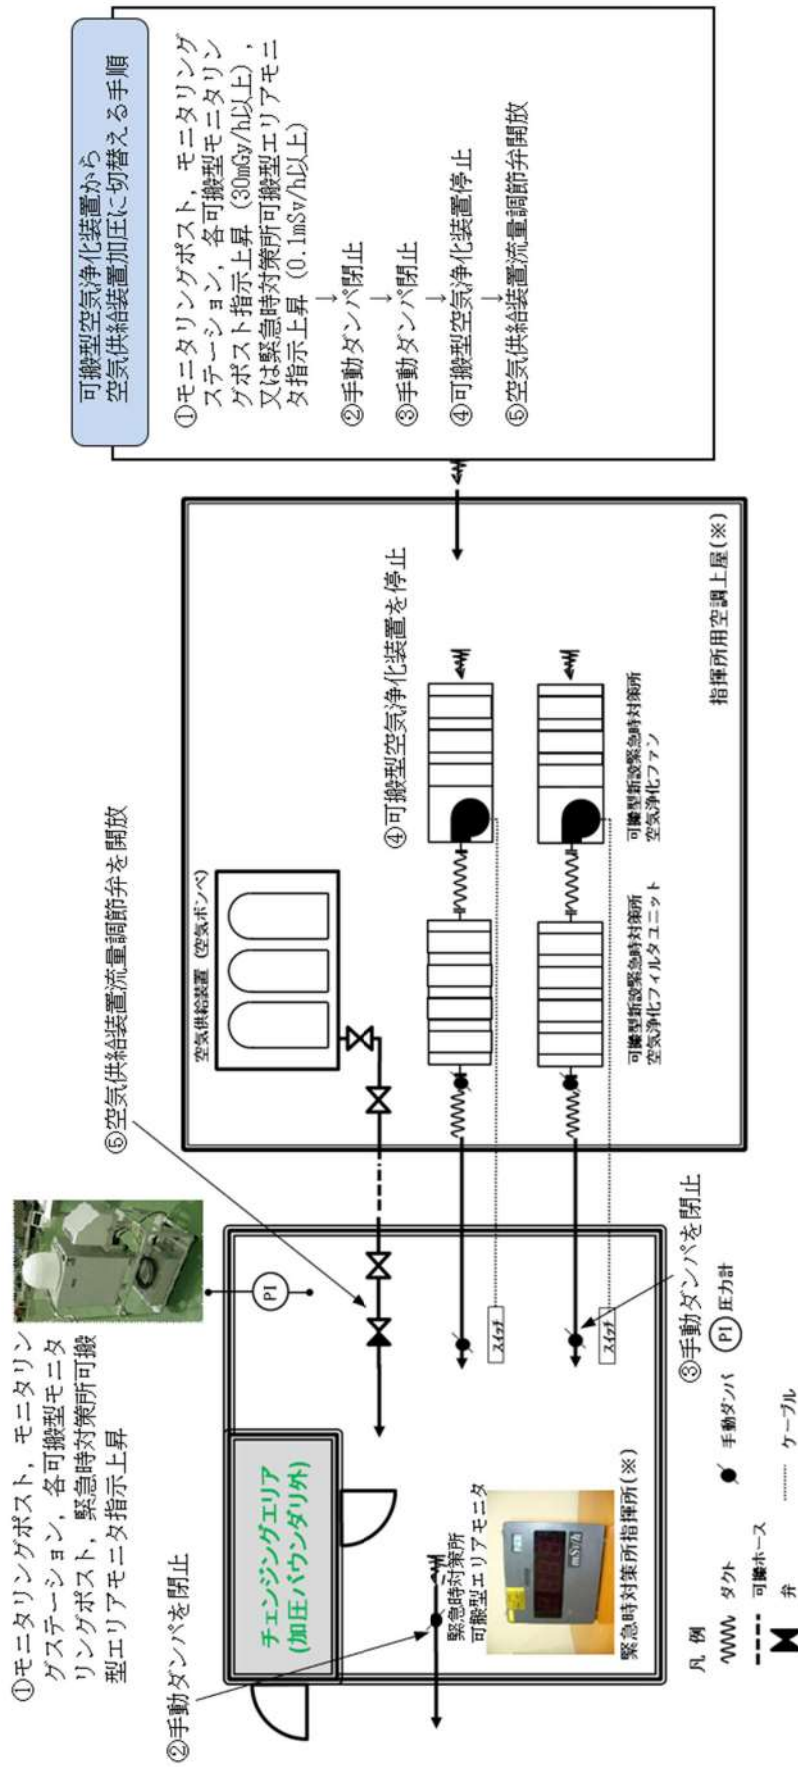 可搬型空気浄化装置から
空気供給装置加圧に切替える手順
①モニタリングポスト，モニタリング
ステーション，各可搬型モニタリン
グポスト指示上昇（30mGy/h以上），
又は緊急時対策所可搬型エリアモニ
タ指示上昇（0.1mSv/h以上）
↓
②手動ダンパ閉止
↓
③手動ダンパ閉止
↓
④可搬型空気浄化装置停止
↓
⑤空気供給装置流量調節弁開放
①モニタリングポスト，モニタリン
グステーション，各可搬型モニタ
リングポスト，緊急時対策所可搬
型エリアモニタ指示上昇
PI
⑤空気供給装置流量調節弁を開放
②手動ダンパを閉止
チェンジングエリア
(加圧バウンダリ外)
空気供給装置（空気ボンベ）
④可搬型空気浄化装置を停止
緊急時対策所
可搬型エリアモニタ
mSv/h
緊急時対策所指揮所(※)
スイッチ
スイッチ
③手動ダンパを閉止
可搬型新設緊急時対策所
空気浄化フィルタユニット
可搬型新設緊急時対策所
空気浄化ファン
指揮所用空調上屋(※)
凡 例
ダクト
手動ダンパ
PI 圧力計
可撓ホース
弁
ケーブル